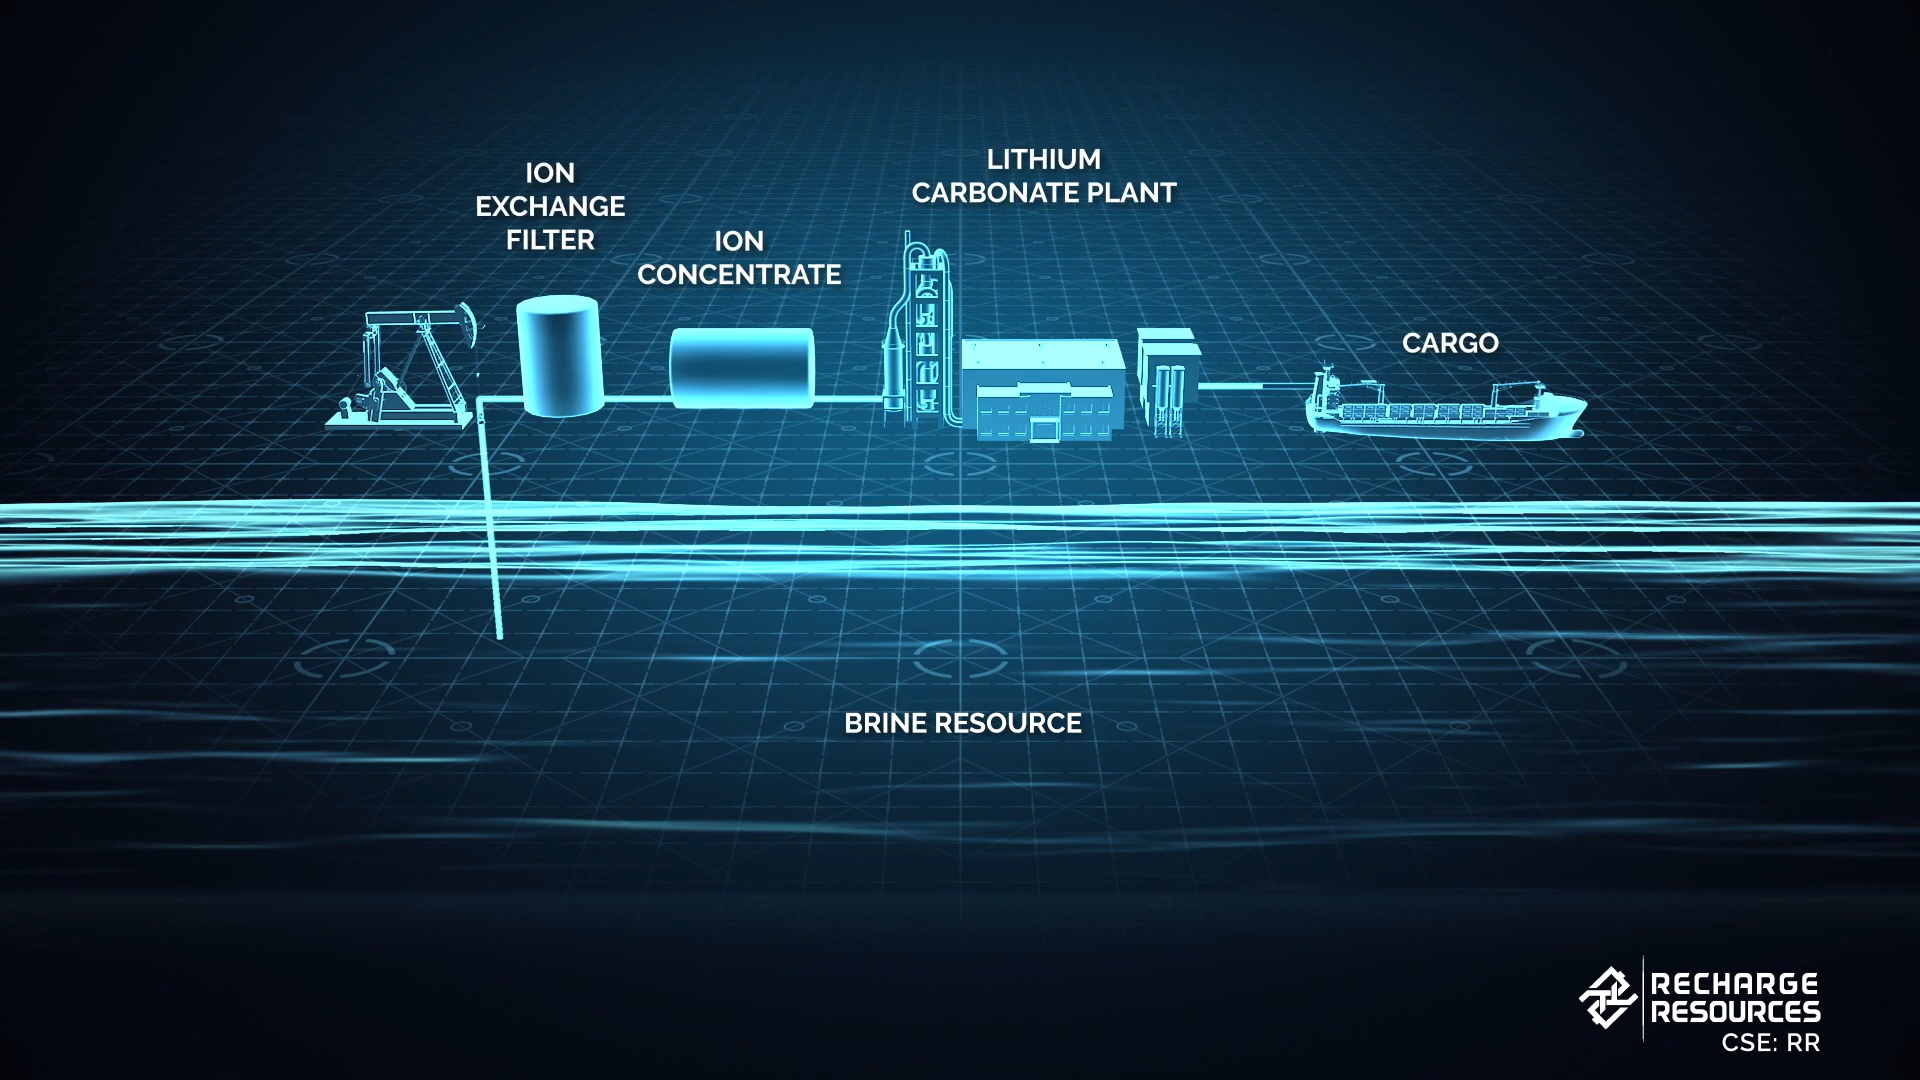 ION
EXCHANGE
FILTER
ION
CONCENTRATE
LITHIUM
CARBONATE PLANT
CARGO
BRINE RESOURCE
RECHARGE
RESOURCES
CSE: RR